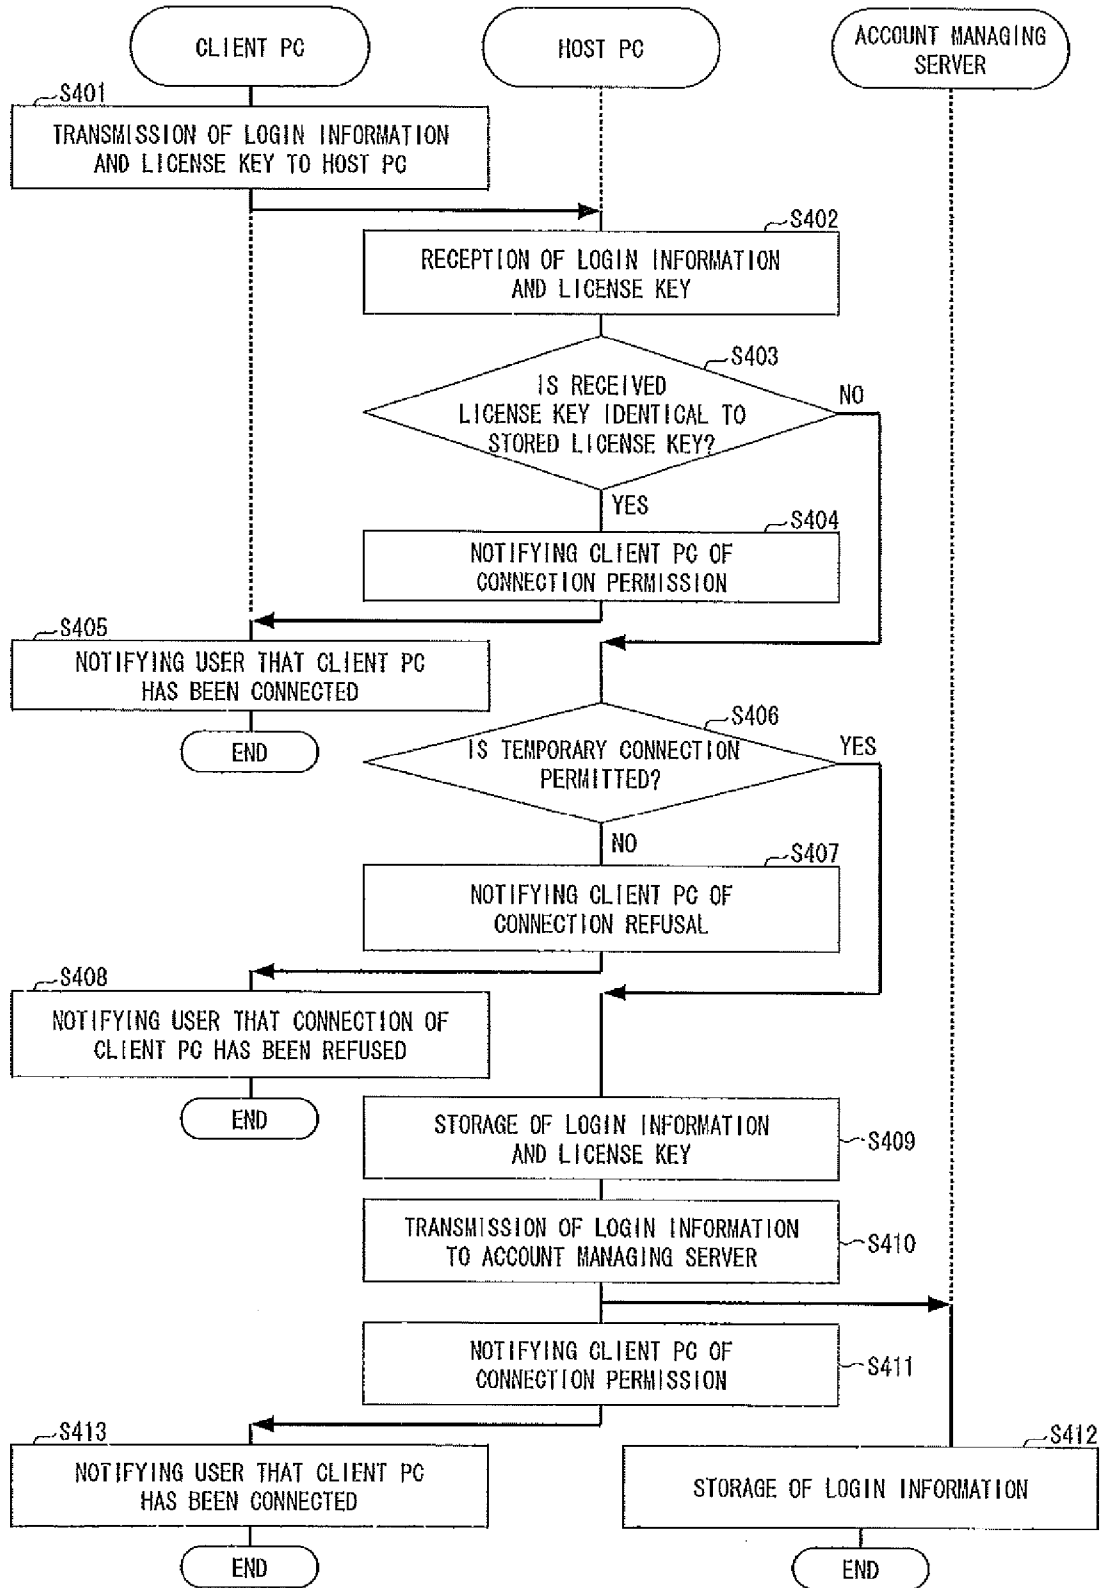 CLIENT PC
HOST PC
ACCOUNT MANAGING
SERVER
S401
TRANSMISSION OF LOGIN INFORMATION
AND LICENSE KEY TO HOST PC
S402
RECEPTION OF LOGIN INFORMATION
AND LICENSE KEY
S403
IS RECEIVED
LICENSE KEY IDENTICAL TO
STORED LICENSE KEY?
NO
YES
S404
NOTIFYING CLIENT PC OF
CONNECTION PERMISSION
S405
NOTIFYING USER THAT CLIENT PC
HAS BEEN CONNECTED
END
S406
IS TEMPORARY CONNECTION
PERMITTED?
YES
NO
S407
NOTIFYING CLIENT PC OF
CONNECTION REFUSAL
S408
NOTIFYING USER THAT CONNECTION OF
CLIENT PC HAS BEEN REFUSED
END
STORAGE OF LOGIN INFORMATION
AND LICENSE KEY
S409
TRANSMISSION OF LOGIN INFORMATION
TO ACCOUNT MANAGING SERVER
S410
NOTIFYING CLIENT PC OF
CONNECTION PERMISSION
S411
S413
NOTIFYING USER THAT CLIENT PC
HAS BEEN CONNECTED
END
S412
STORAGE OF LOGIN INFORMATION
END